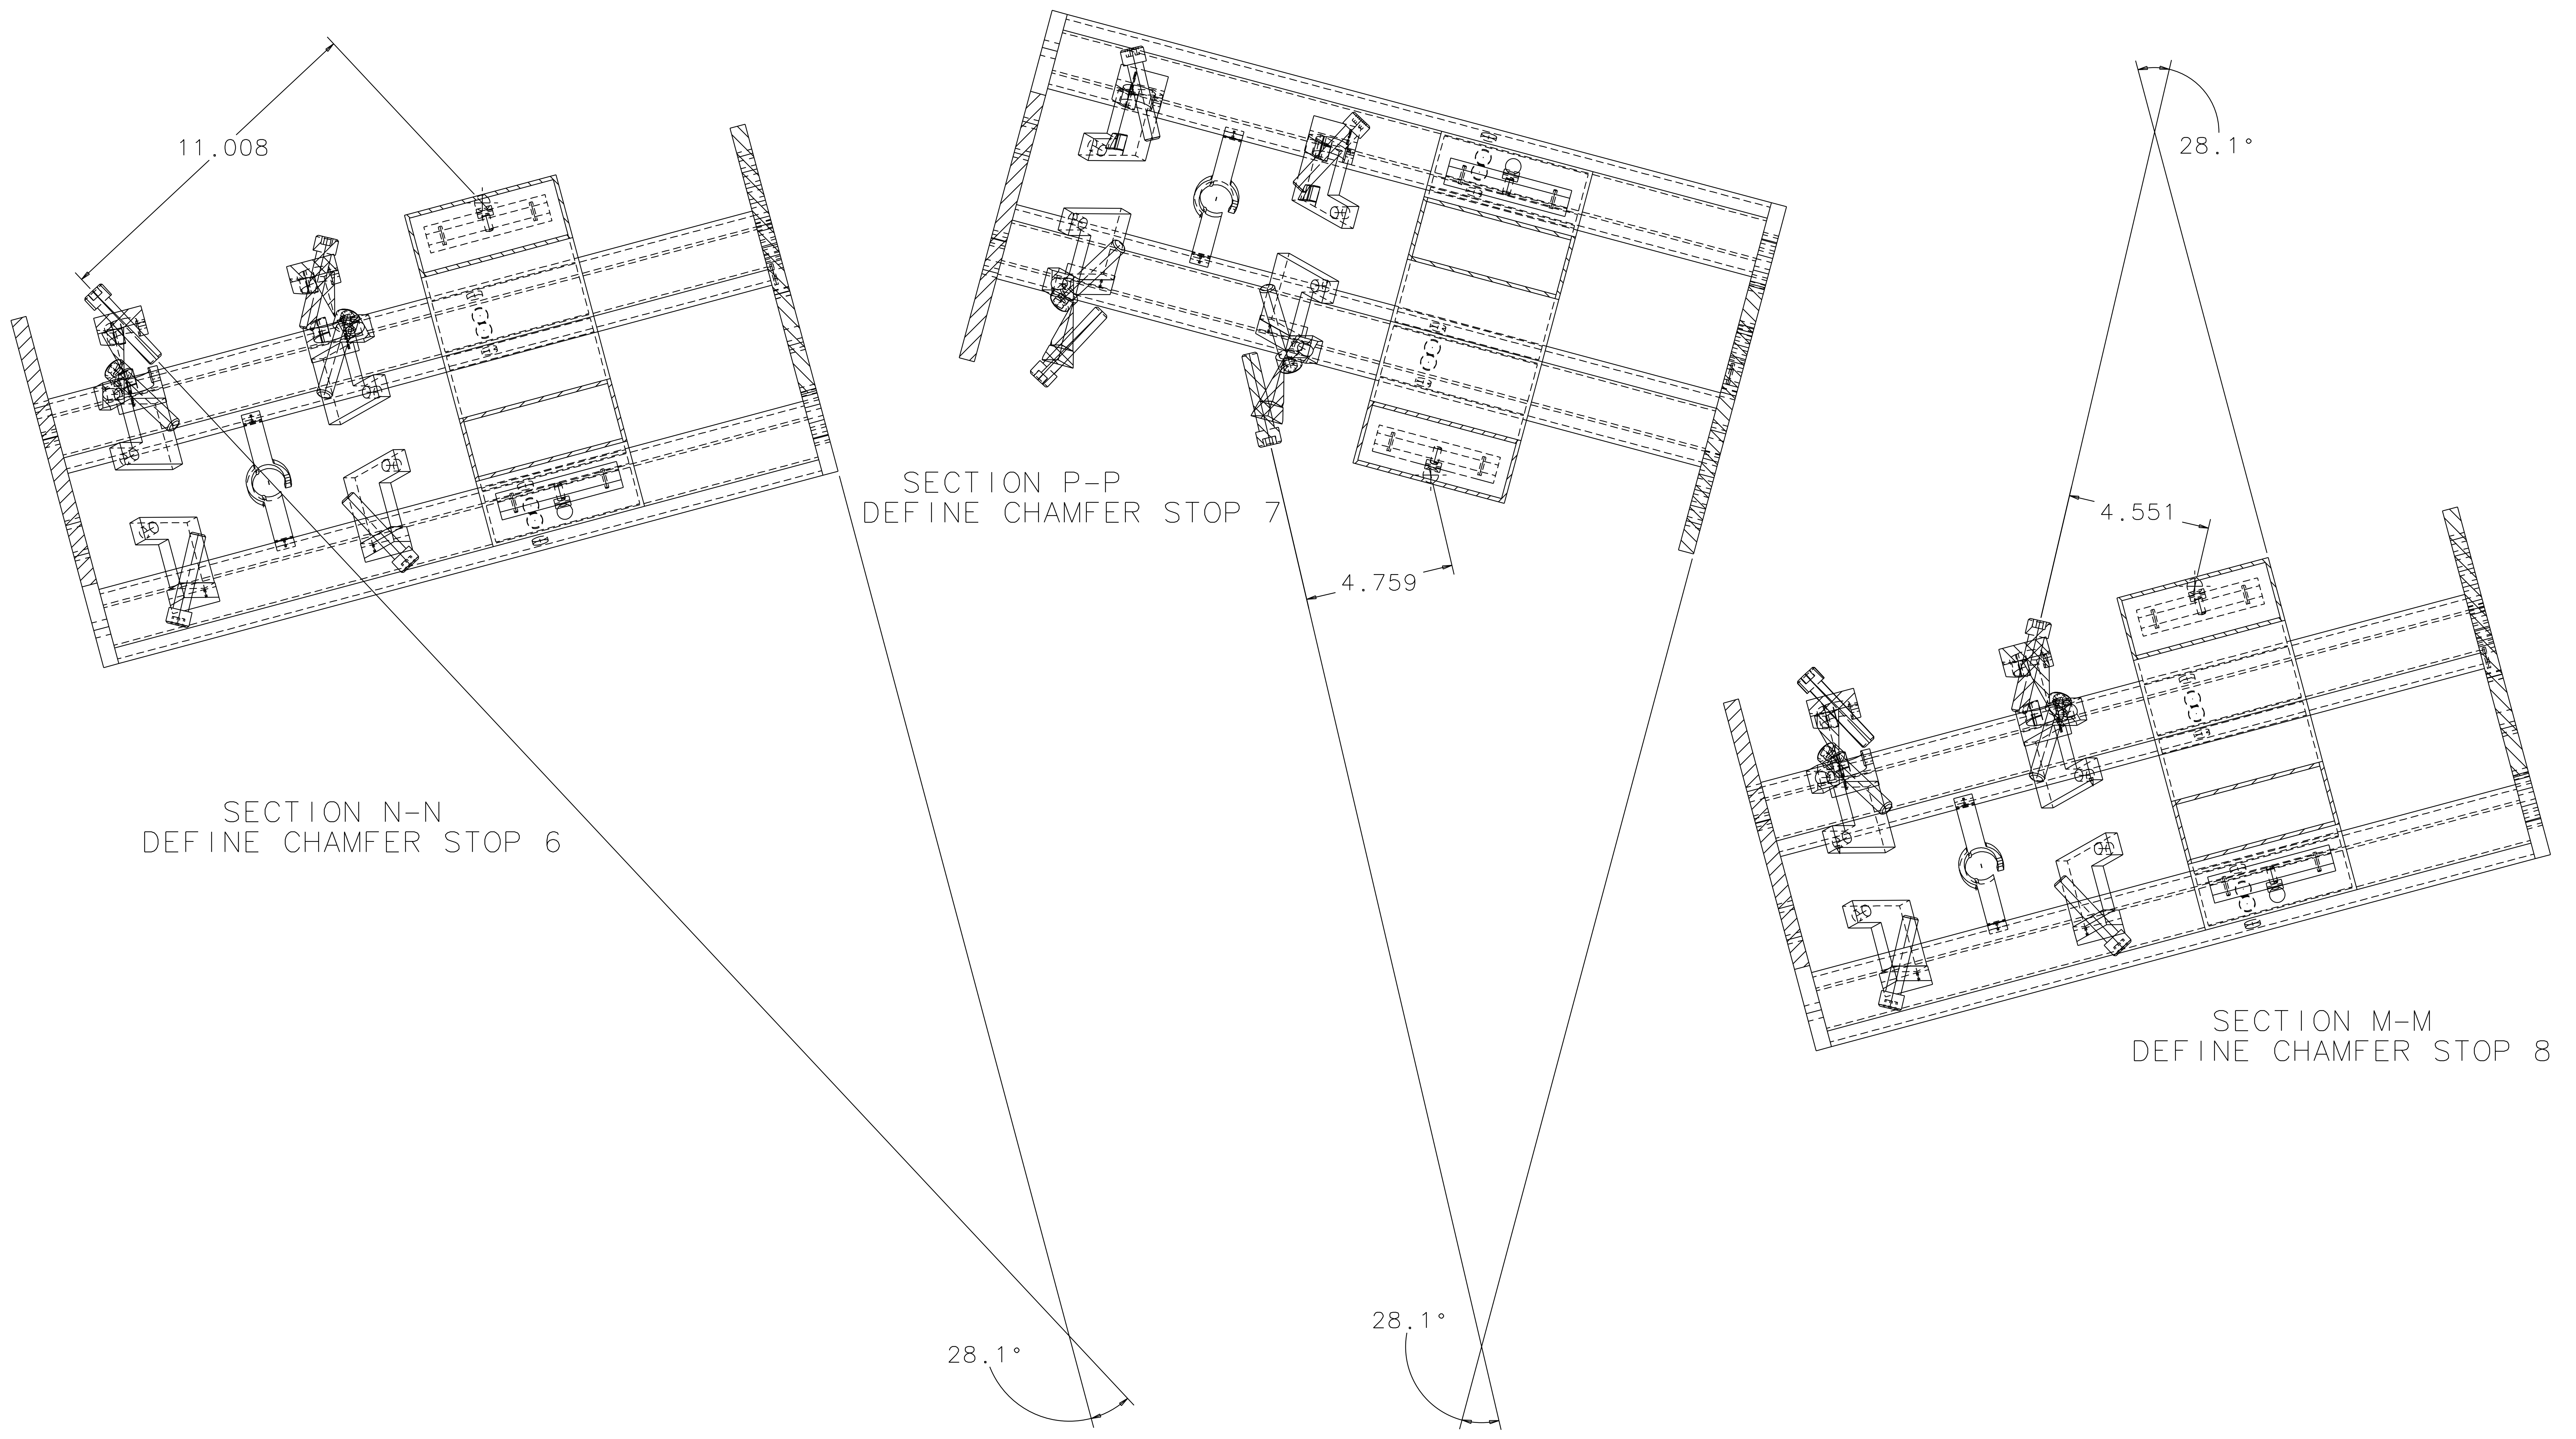 11.008
28.1°
SECTION P-P
DEFINE CHAMFER STOP 7
4.551
4.759
SECTION N-N
DEFINE CHAMFER STOP 6
SECTION M-M
DEFINE CHAMFER STOP 8
28.1°
28.1°